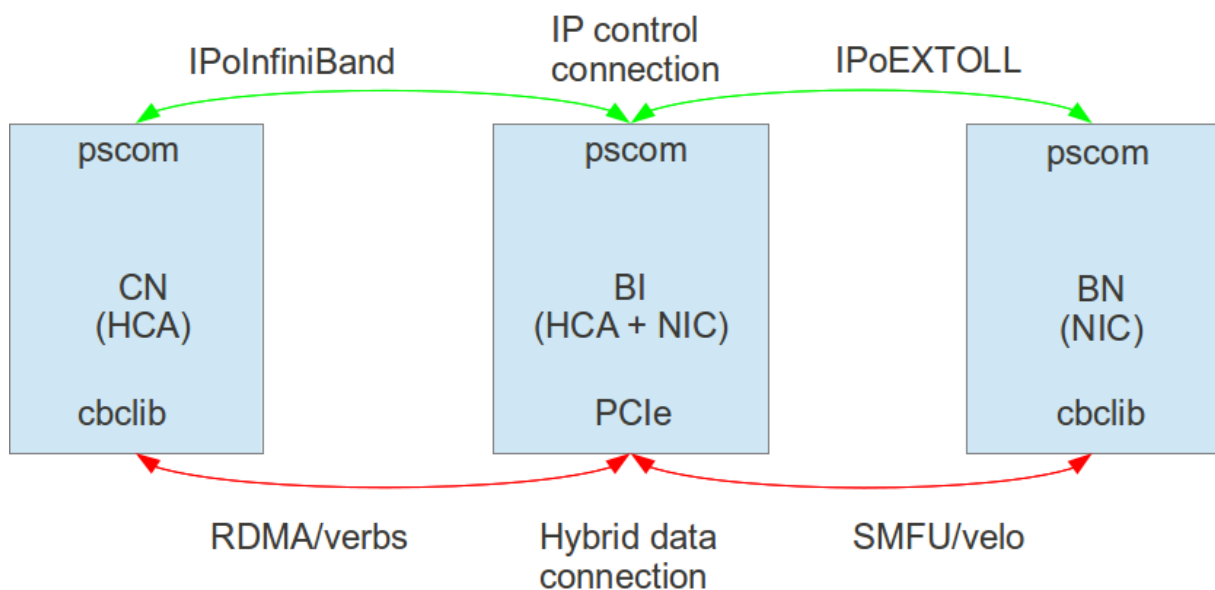 IPoInfiniBand
IP control
connection
IPoEXTOLL
pscom
pscom
pscom
CN
(HCA)
BI
(HCA + NIC)
BN
(NIC)
cbclib
PCIe
cbclib
RDMA/verbs
Hybrid data
connection
SMFU/velo